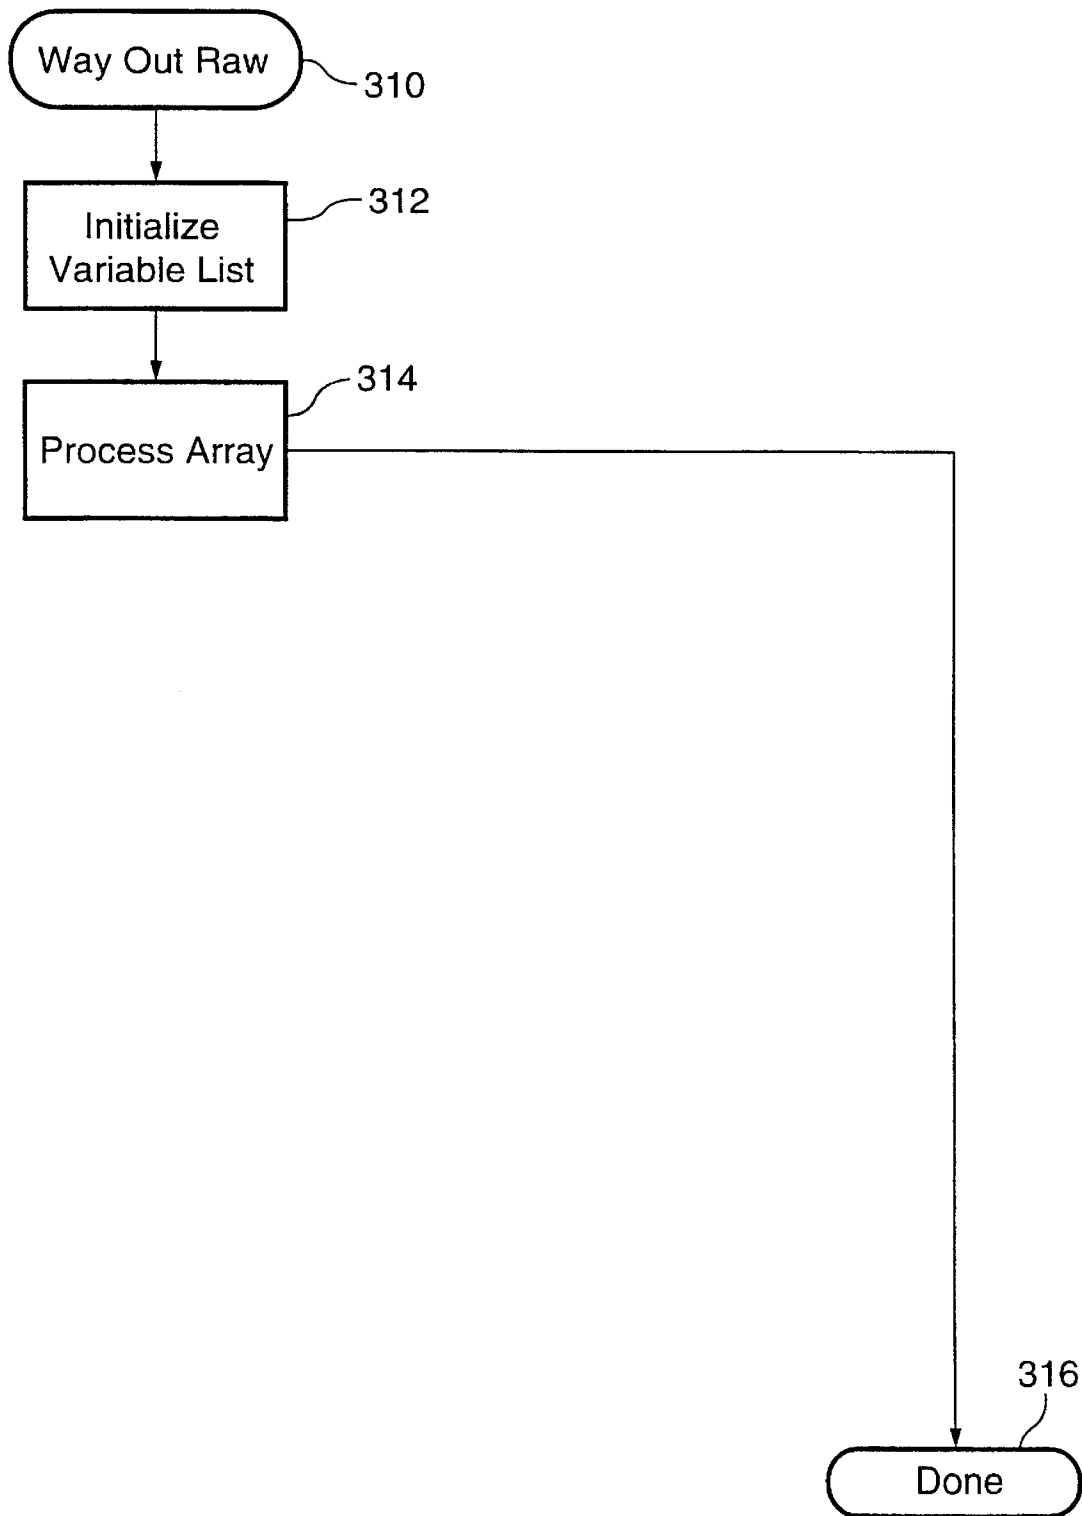 Way Out Raw
310
Initialize
Variable List
312
Process Array
314
316
Done